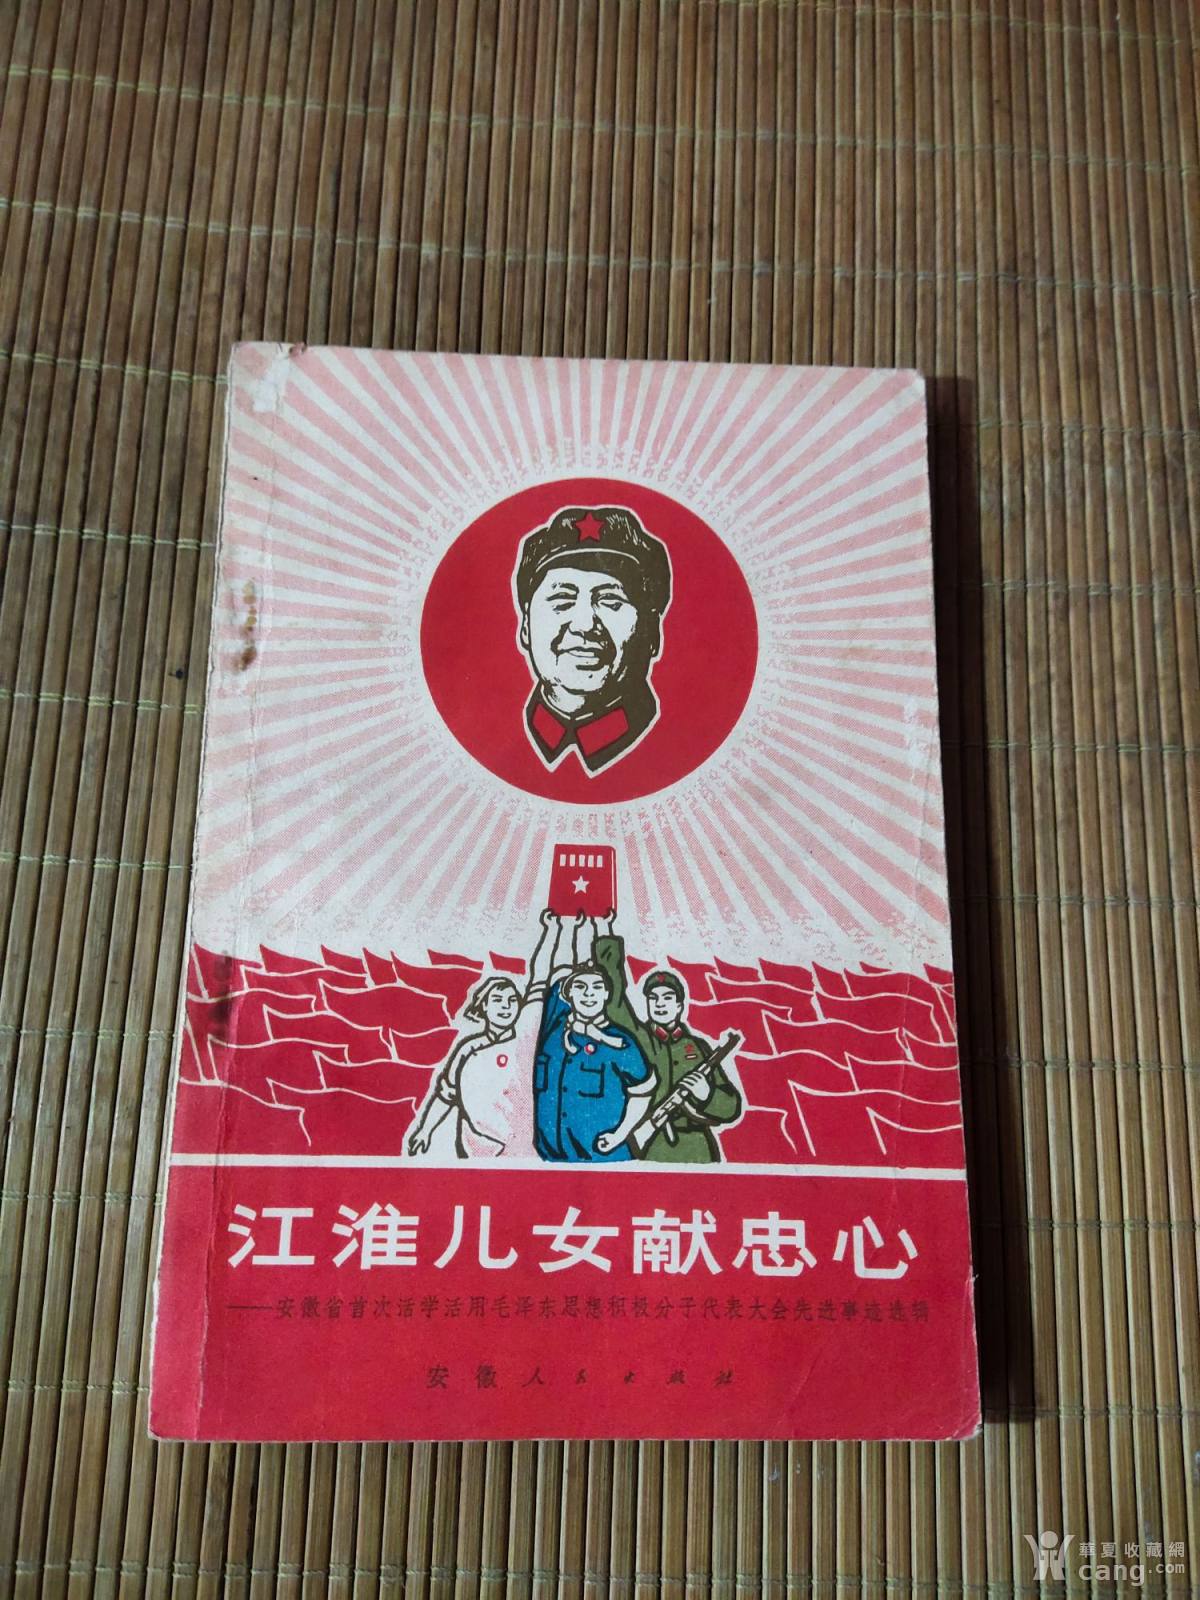 江淮儿女献忠心
——安徽省首次活学活用毛泽东思想积极分子代表大会先进事迹选辑
安徽人民出版社
華夏收藏網
cang.com